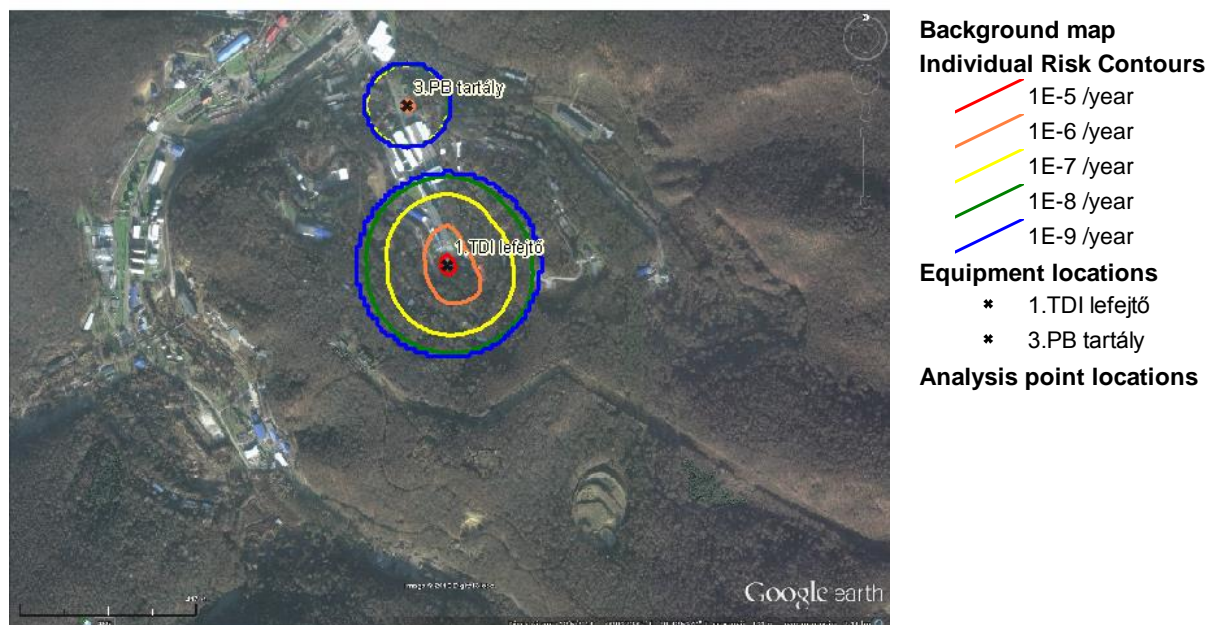 3.PB tartály
1.TDI lefejtő
Google earth
Background map
Individual Risk Contours
1E-5 /year
1E-6 /year
1E-7 /year
1E-8 /year
1E-9 /year
Equipment locations
1.TDI lefejtő
3.PB tartály
Analysis point locations